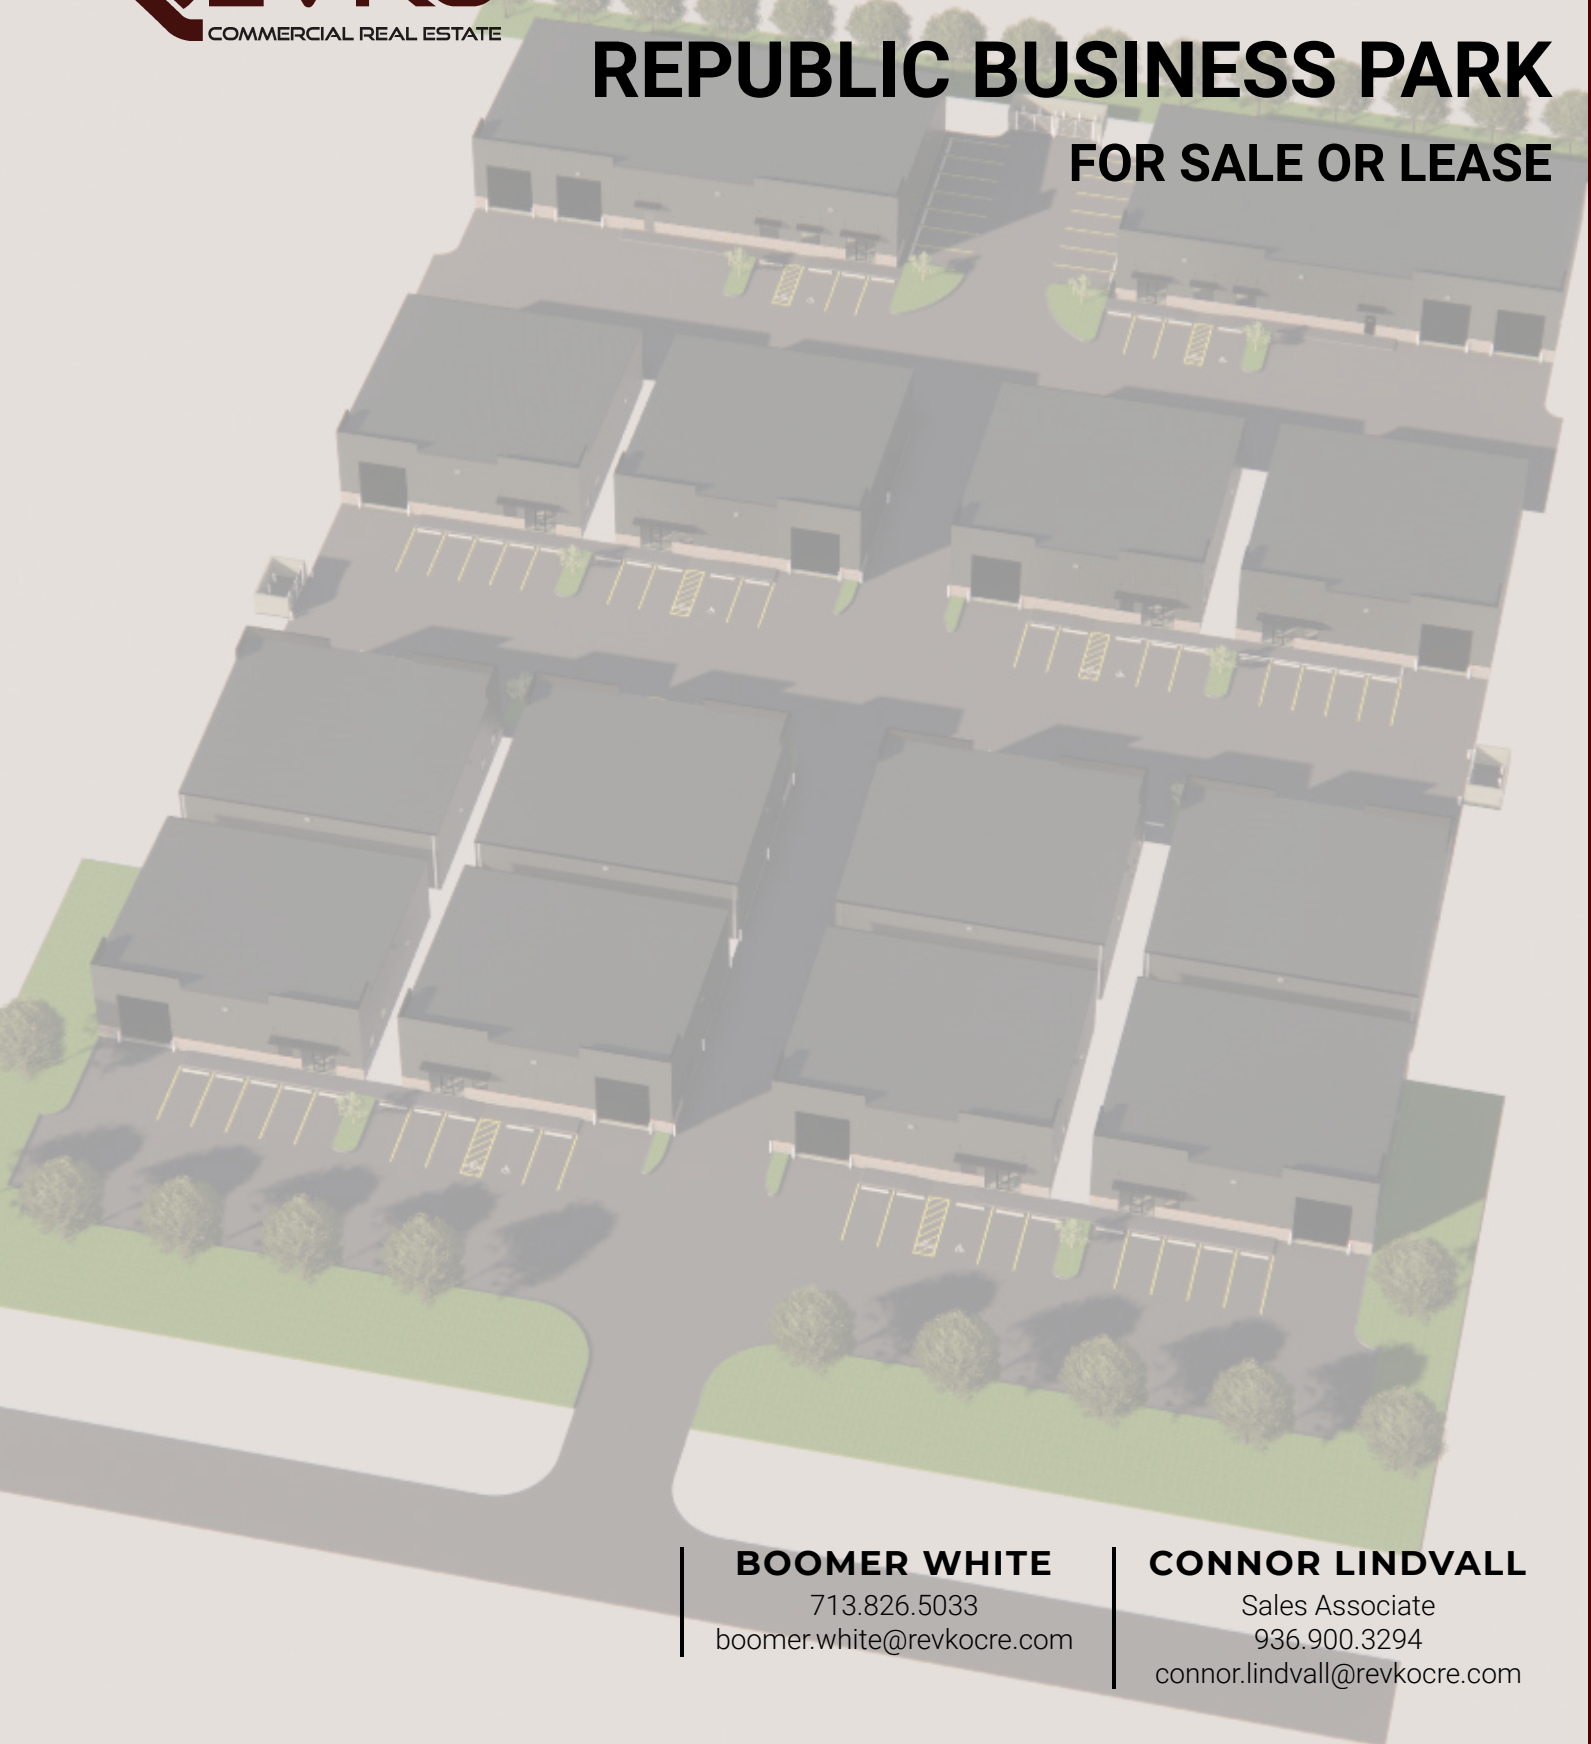 COMMERCIAL REAL ESTATE
REPUBLIC BUSINESS PARK
FOR SALE OR LEASE
BOOMER WHITE
713.826.5033
boomer.white@revkocre.com
CONNOR LINDVALL
Sales Associate
936.900.3294
connor.lindvall@revkocre.com